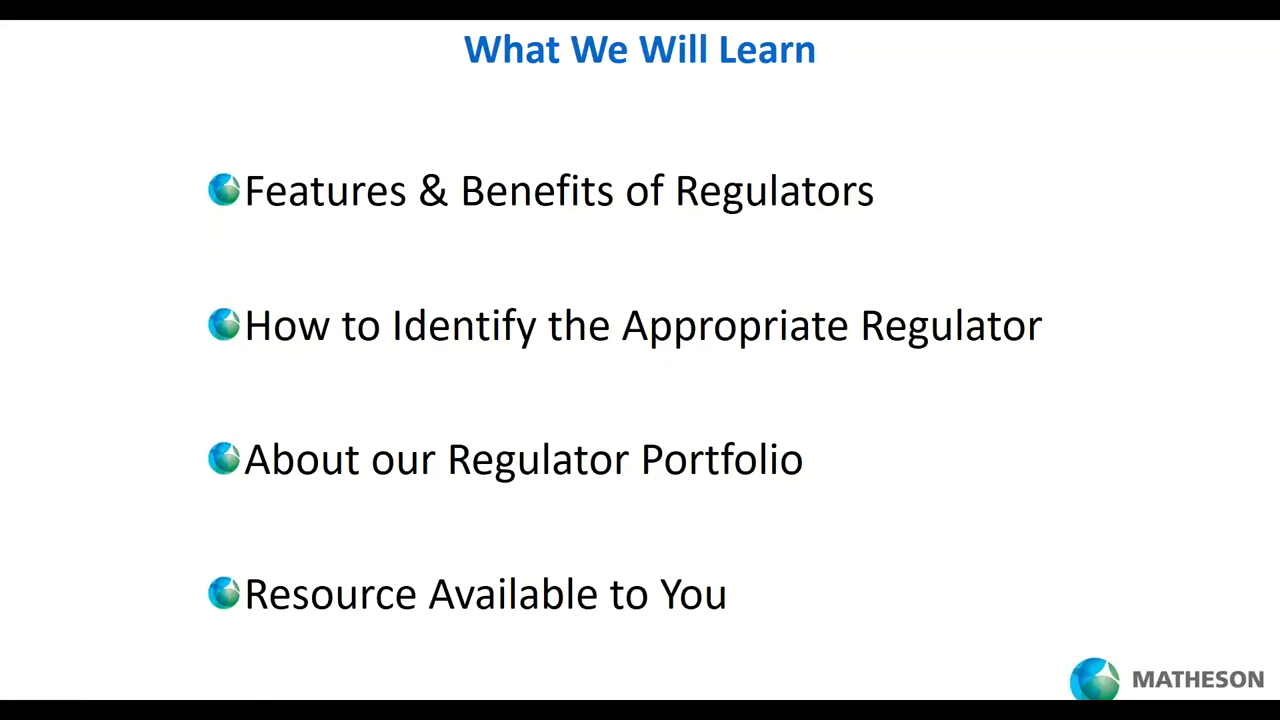 What We Will Learn
Features & Benefits of Regulators
How to Identify the Appropriate Regulator
About our Regulator Portfolio
Resource Available to You
MATHESON